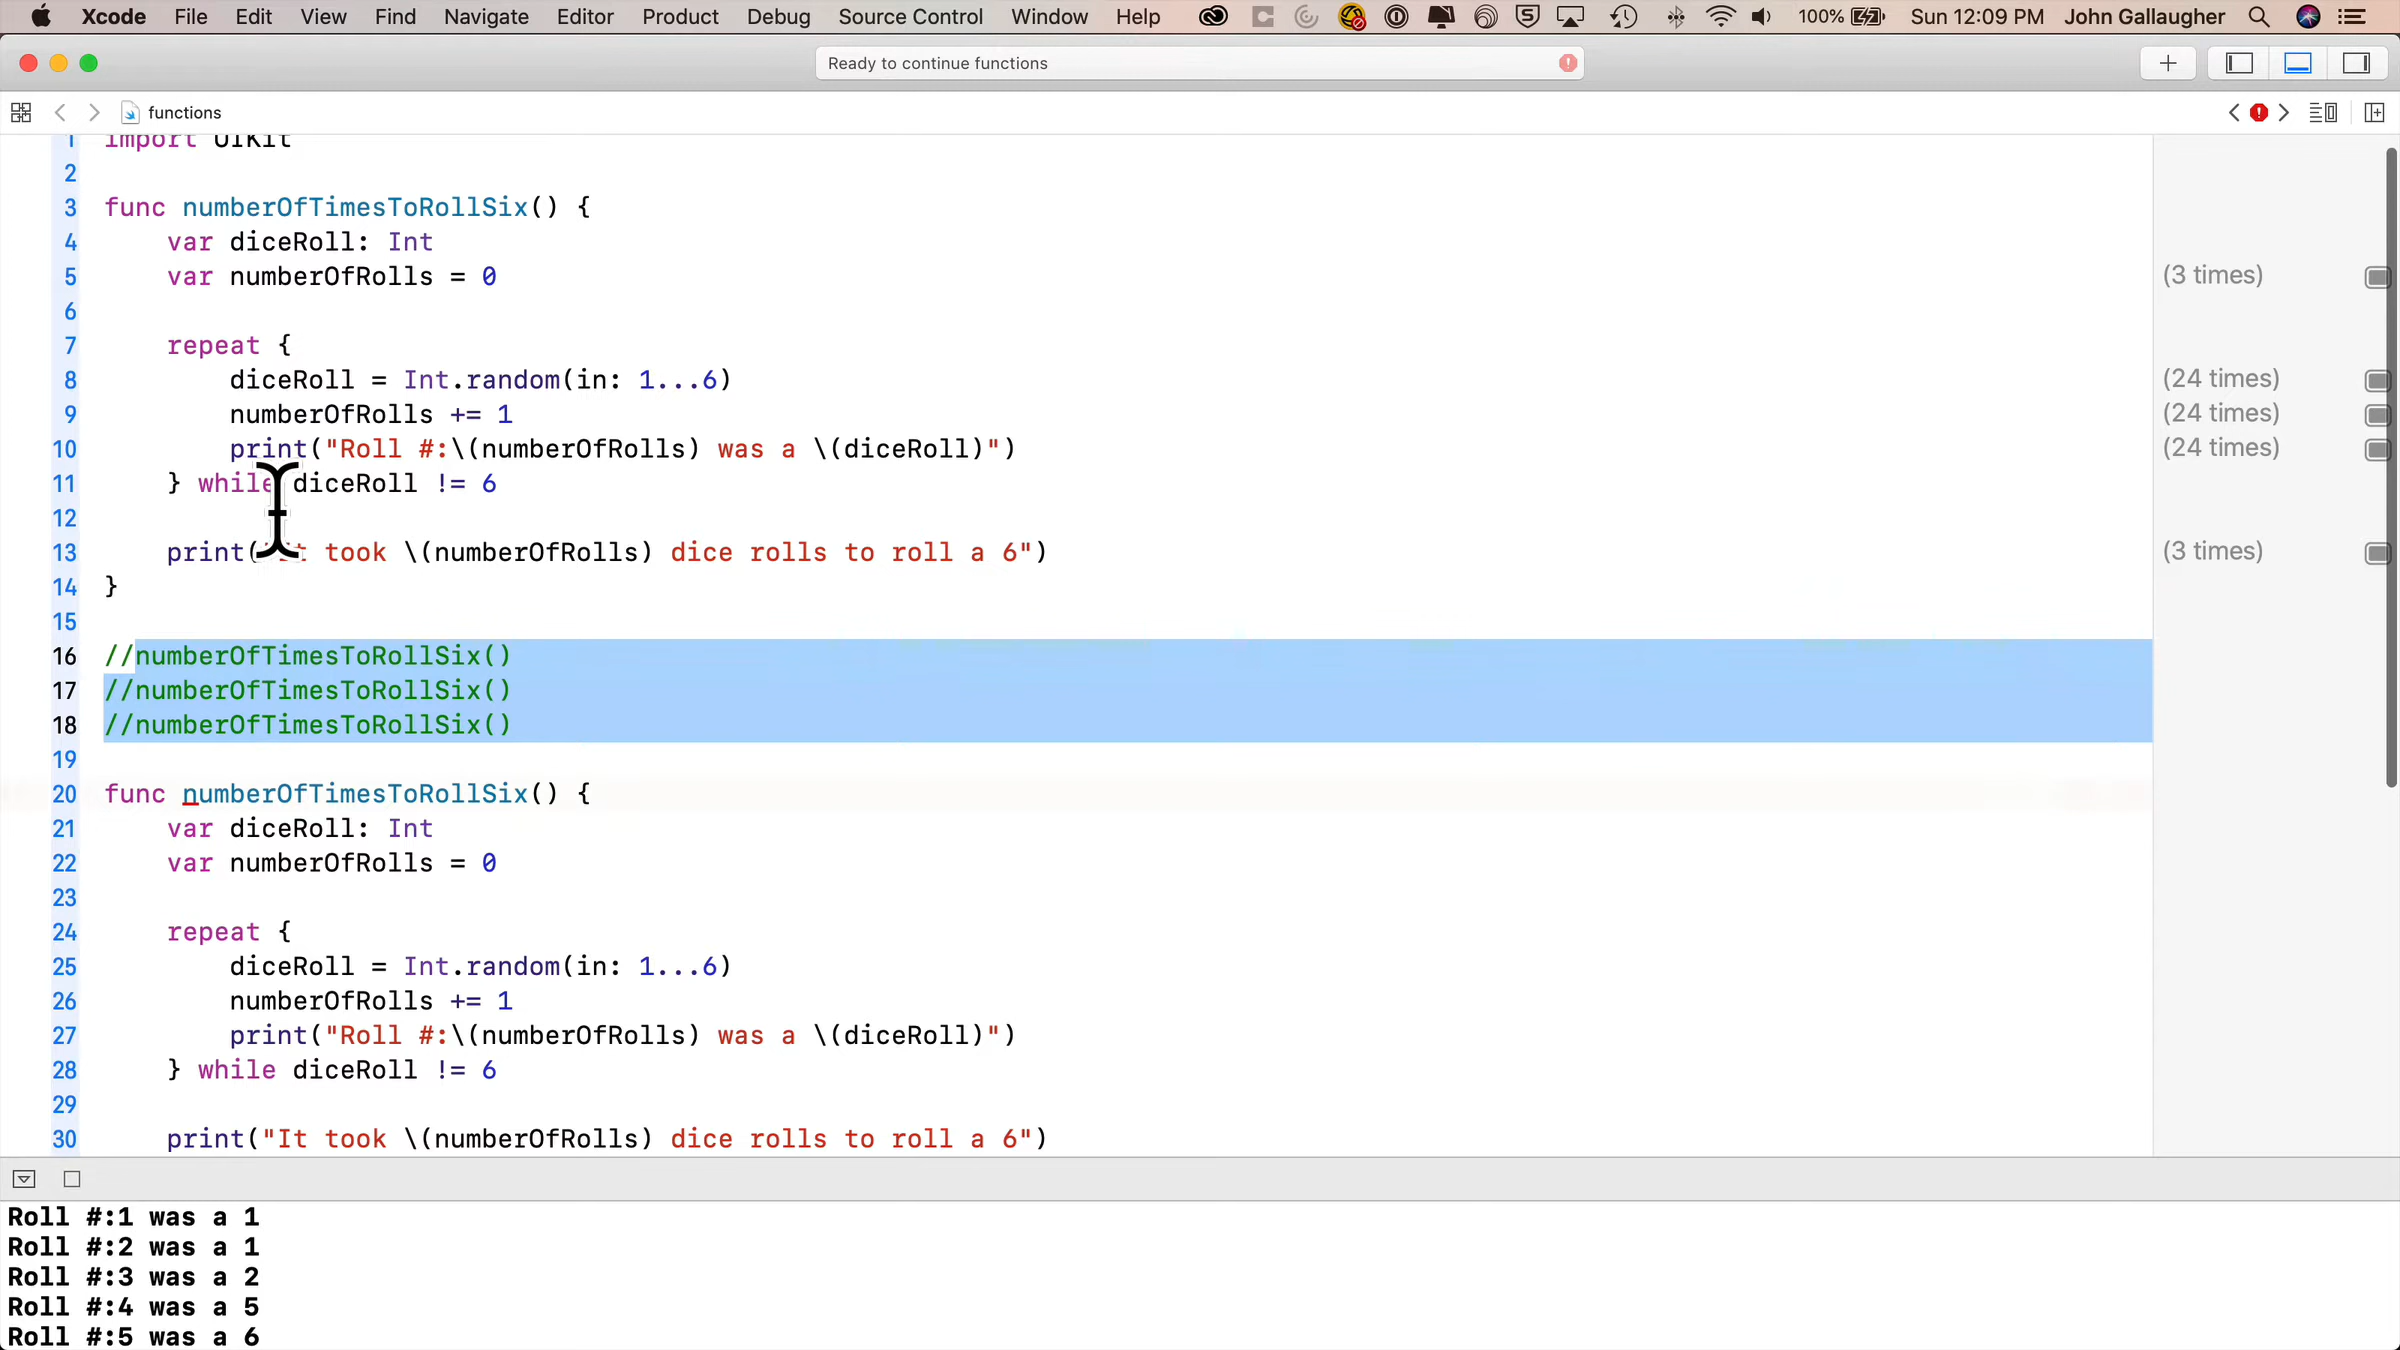 Xcode File Edit View Find Navigate Editor Product Debug Source Control Window Help 100% Sun 12:09 PM John Gallaugher
Ready to continue functions
functions
1 import UIKit
2
3 func numberOfTimesToRollSix() {
4 var diceRoll: Int
5 var numberOfRolls = 0 (3 times)
6
7 repeat {
8 diceRoll = Int.random(in: 1...6) (24 times)
9 numberOfRolls += 1 (24 times)
10 print("Roll #:\(numberOfRolls) was a \(diceRoll)") (24 times)
11 } while diceRoll != 6
12
13 print( took \(numberOfRolls) dice rolls to roll a 6") (3 times)
14 }
15
16 //numberOfTimesToRollSix()
17 //numberOfTimesToRollSix()
18 //numberOfTimesToRollSix()
19
20 func numberOfTimesToRollSix() {
21 var diceRoll: Int
22 var numberOfRolls = 0
23
24 repeat {
25 diceRoll = Int.random(in: 1...6)
26 numberOfRolls += 1
27 print("Roll #:\(numberOfRolls) was a \(diceRoll)")
28 } while diceRoll != 6
29
30 print("It took \(numberOfRolls) dice rolls to roll a 6")
Roll #:1 was a 1
Roll #:2 was a 1
Roll #:3 was a 2
Roll #:4 was a 5
Roll #:5 was a 6